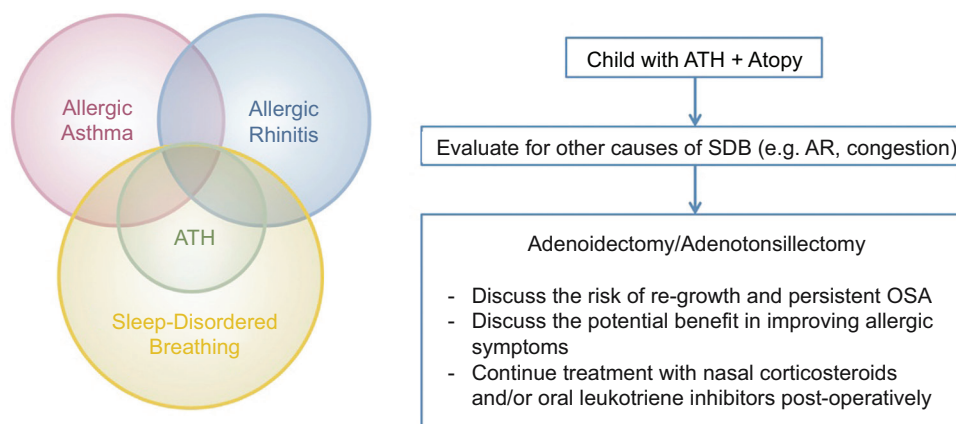 Allergic
Asthma
Allergic
Rhinitis
ATH
Sleep-Disordered
Breathing
Child with ATH + Atopy
Evaluate for other causes of SDB (e.g. AR, congestion)
Adenoidectomy/Adenotonsillectomy
- Discuss the risk of re-growth and persistent OSA
- Discuss the potential benefit in improving allergic
symptoms
- Continue treatment with nasal corticosteroids
and/or oral leukotriene inhibitors post-operatively